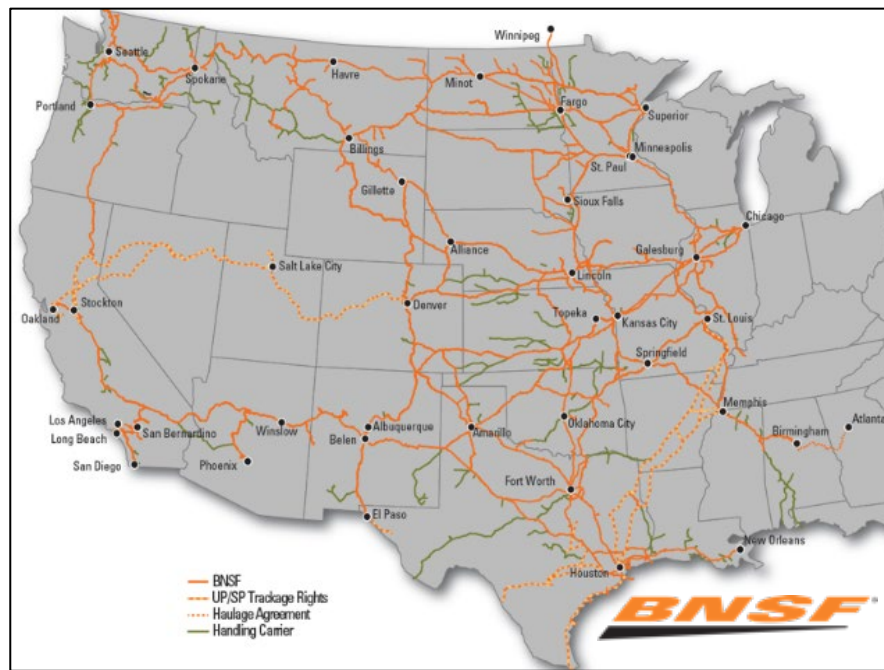 Winnipeg
Seattle
Spokane
Havre
Minot
Fargo
Superior
Portland
Billings
Minneapolis
St. Paul
Gillette
Sioux Falls
Chicago
Alliance
Galesburg
Salt Lake City
Lincoln
Oakland
Stockton
Denver
Topeka
Kansas City
St. Louis
Springfield
Los Angeles
Long Beach
San Bernardino
San Diego
Winslow
Phoenix
Albuquerque
Belen
Amarillo
Oklahoma City
Memphis
Birmingham
Atlanta
Fort Worth
El Paso
New Orleans
Houston
BNSF
UP/SP Trackage Rights
Haulage Agreement
Handling Carrier
BNSF